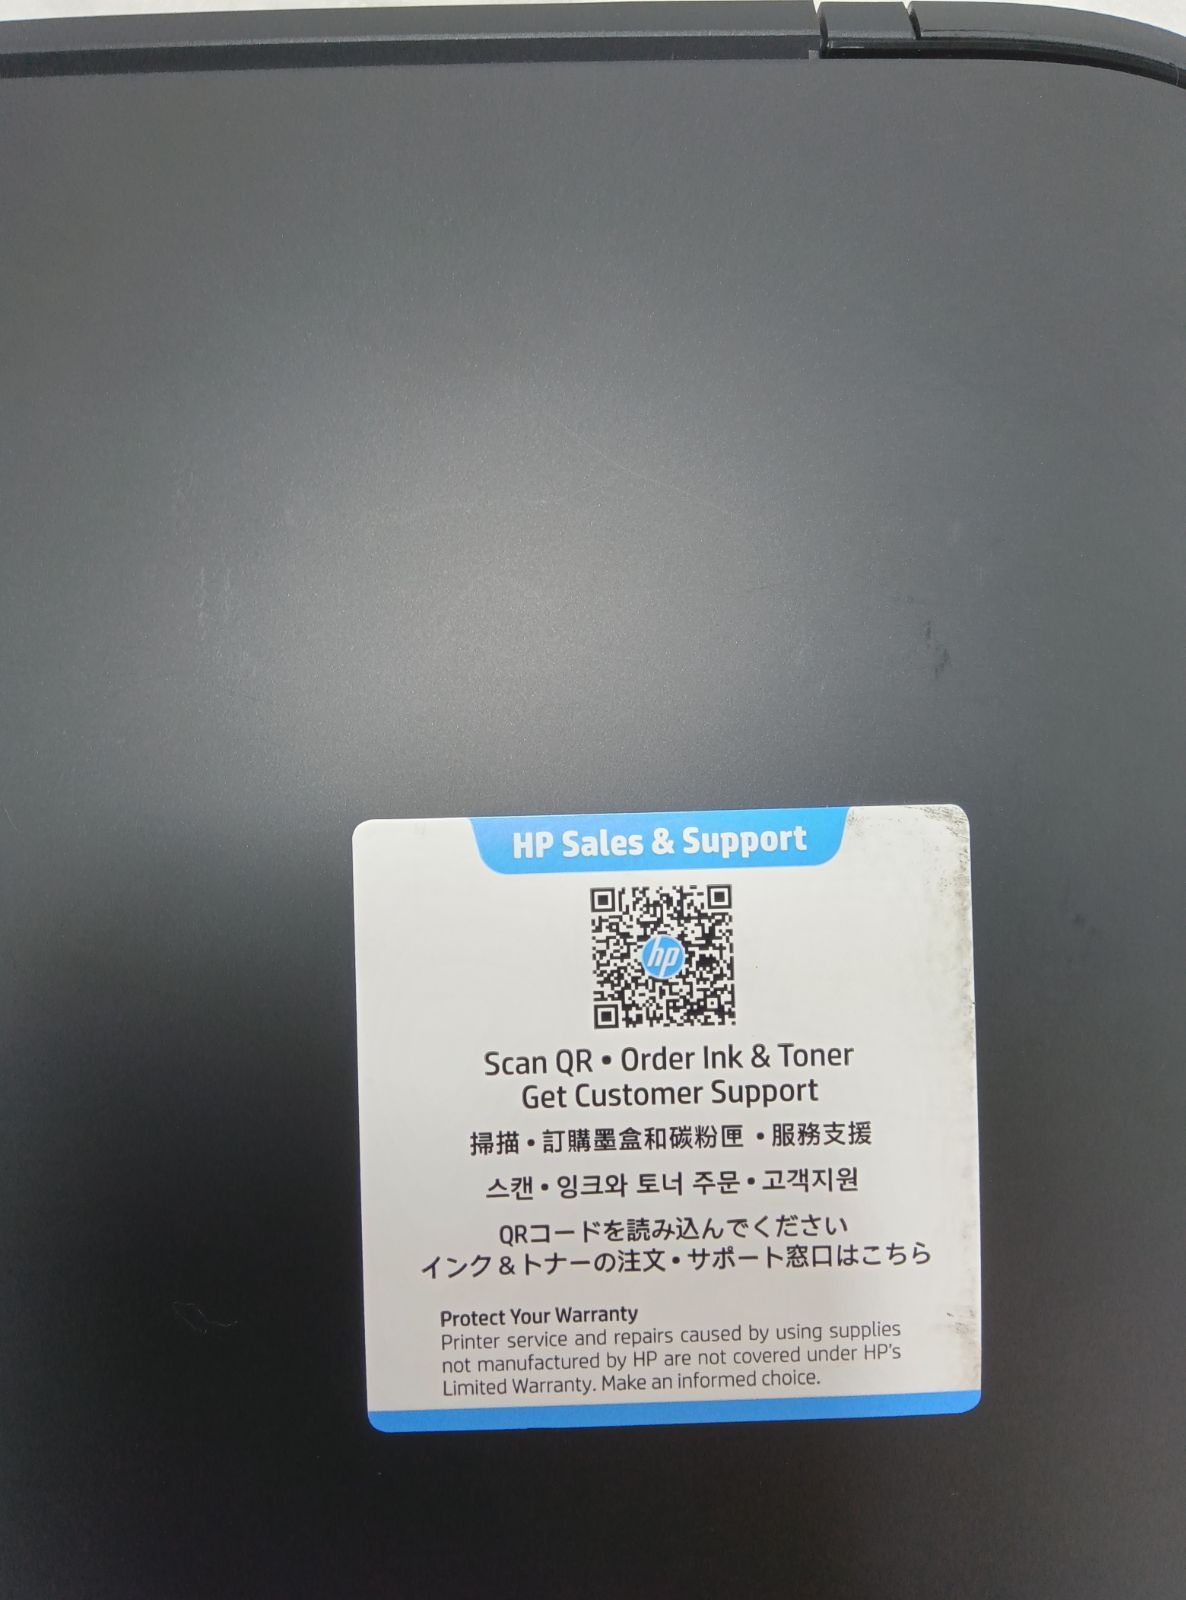 HP Sales & Support
hp
Scan QR • Order Ink & Toner
Get Customer Support
掃描 • 訂購墨盒和碳粉匣 • 服務支援
스캔 • 잉크와 토너 주문 • 고객지원
QRコードを読み込んでください
インク & トナーの注文 • サポート窓口はこちら
Protect Your Warranty
Printer service and repairs caused by using supplies
not manufactured by HP are not covered under HP's
Limited Warranty. Make an informed choice.